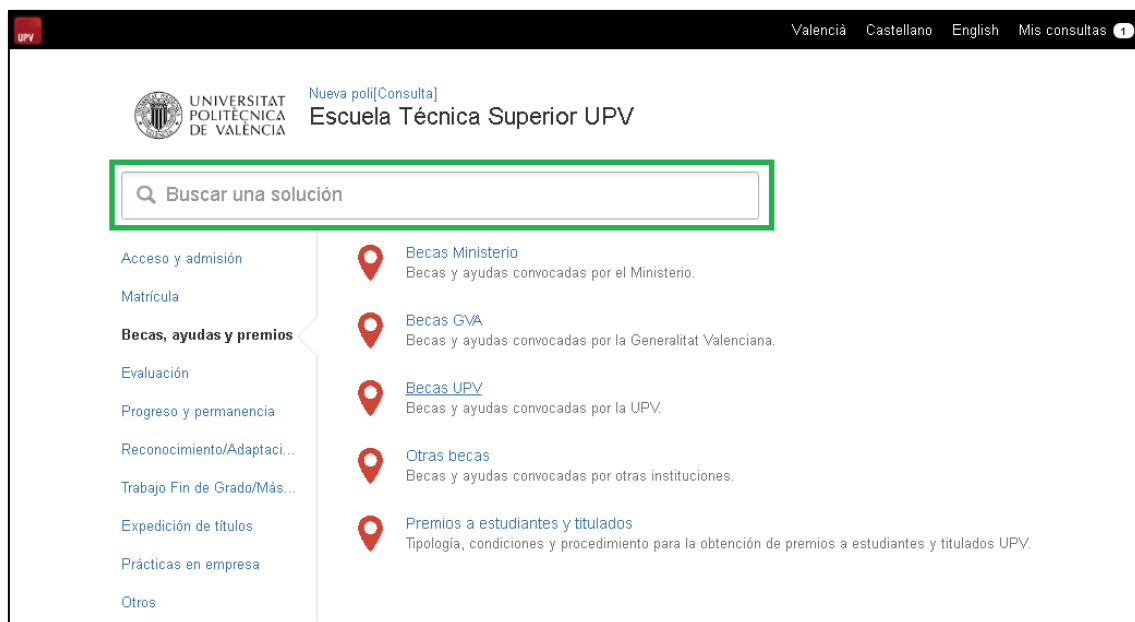 UPV
Valencià Castellano English Mis consultas 1
UNIVERSITAT
POLITÈCNICA
DE VALÈNCIA
Nueva poli[Consulta]
Escuela Técnica Superior UPV
Buscar una solución
Acceso y admisión
Matrícula
Becas, ayudas y premios
Evaluación
Progreso y permanencia
Reconocimiento/Adaptaci...
Trabajo Fin de Grado/Más...
Expedición de títulos
Prácticas en empresa
Otros
Becas Ministerio
Becas y ayudas convocadas por el Ministerio.
Becas GVA
Becas y ayudas convocadas por la Generalitat Valenciana.
Becas UPV
Becas y ayudas convocadas por la UPV.
Otras becas
Becas y ayudas convocadas por otras instituciones.
Premios a estudiantes y titulados
Tipología, condiciones y procedimiento para la obtención de premios a estudiantes y titulados UPV.